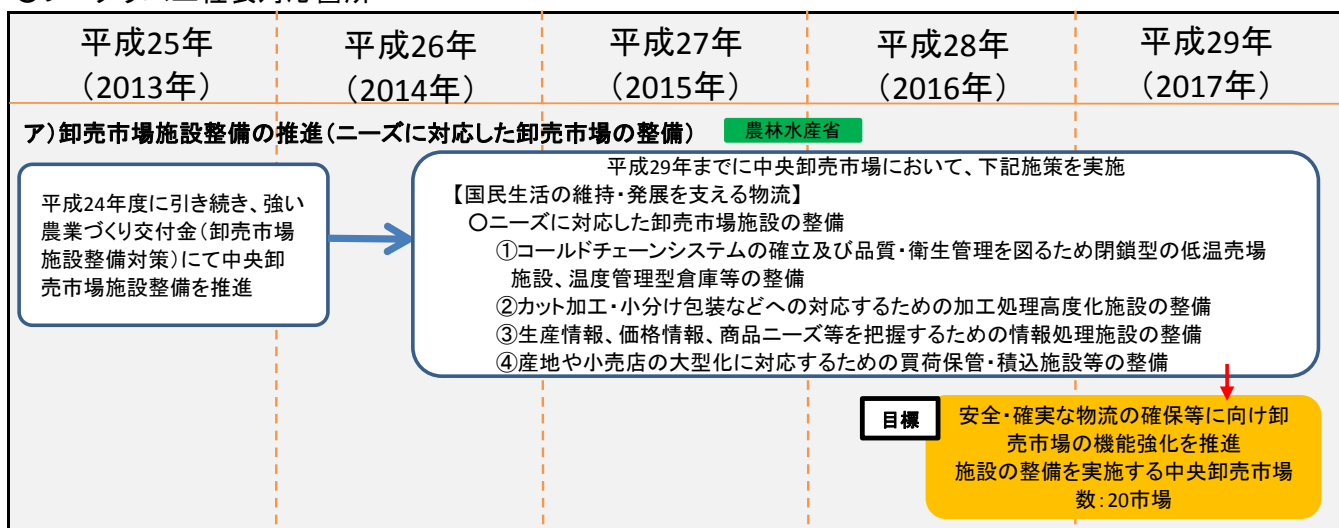 平成25年
(2013年)
平成26年
(2014年)
平成27年
(2015年)
平成28年
(2016年)
平成29年
(2017年)
ア)卸売市場施設整備の推進(ニーズに対応した卸売市場の整備)
農林水産省
平成24年度に引き続き、強い
農業づくり交付金(卸売市場
施設整備対策)にて中央卸
売市場施設整備を推進
平成29年までに中央卸売市場において、下記施策を実施
【国民生活の維持・発展を支える物流】
○ニーズに対応した卸売市場施設の整備
①コールドチェーンシステムの確立及び品質・衛生管理を図るため閉鎖型の低温売場
施設、温度管理型倉庫等の整備
②カット加工・小分け包装などへの対応するための加工処理高度化施設の整備
③生産情報、価格情報、商品ニーズ等を把握するための情報処理施設の整備
④産地や小売店の大型化に対応するための買荷保管・積込施設等の整備
目標
安全・確実な物流の確保等に向け卸
売市場の機能強化を推進
施設の整備を実施する中央卸売市場
数:20市場